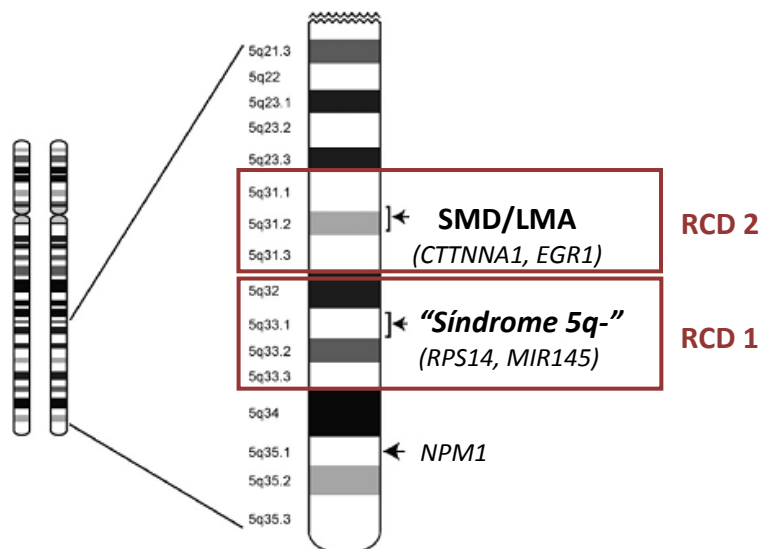 5q21.3
5q22
5q23.1
5q23.2
5q23.3
5q31.1
5q31.2
5q31.3
SMD/LMA
(CTTNNA1, EGR1)
RCD 2
5q32
5q33.1
5q33.2
5q33.3
“Síndrome 5q-”
(RPS14, MIR145)
RCD 1
5q34
5q35.1
NPM1
5q35.2
5q35.3